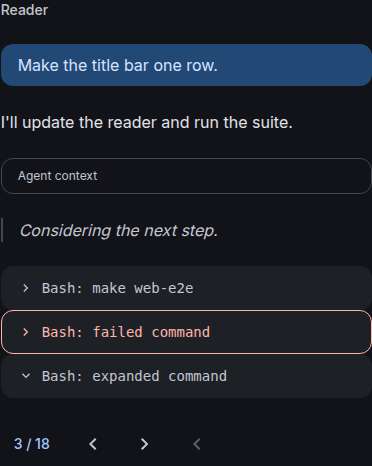 Reader
Make the title bar one row.
I'll update the reader and run the suite.
Agent context
Considering the next step.
Bash: make web-e2e
Bash: failed command
Bash: expanded command
3 / 18